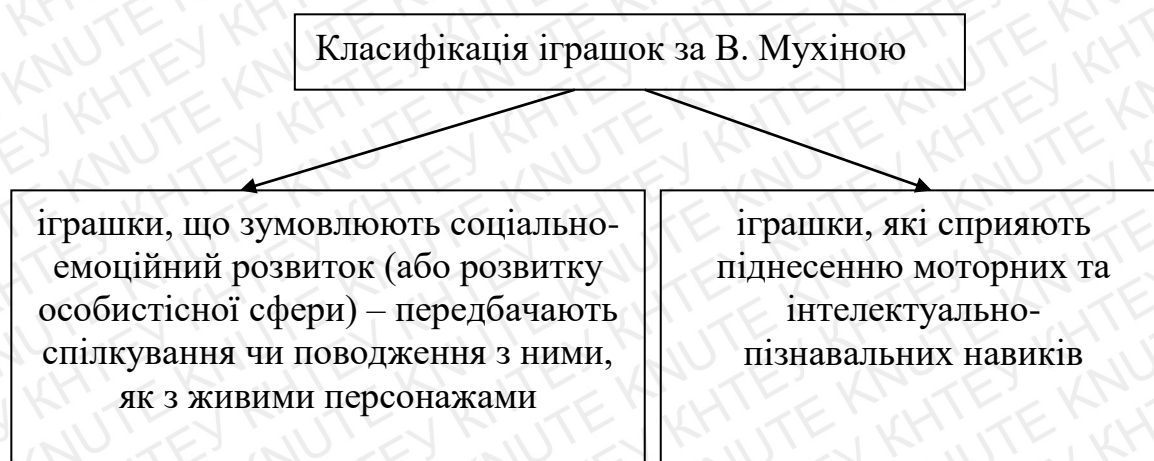 Класифікація іграшок за В. Мухіною
іграшки, що зумовлюють соціально-
емоційний розвиток (або розвитку
особистісної сфери) – передбачають
спілкування чи поводження з ними,
як з живими персонажами
іграшки, які сприяють
піднесенню моторних та
інтелектуально-
пізнавальних навиків